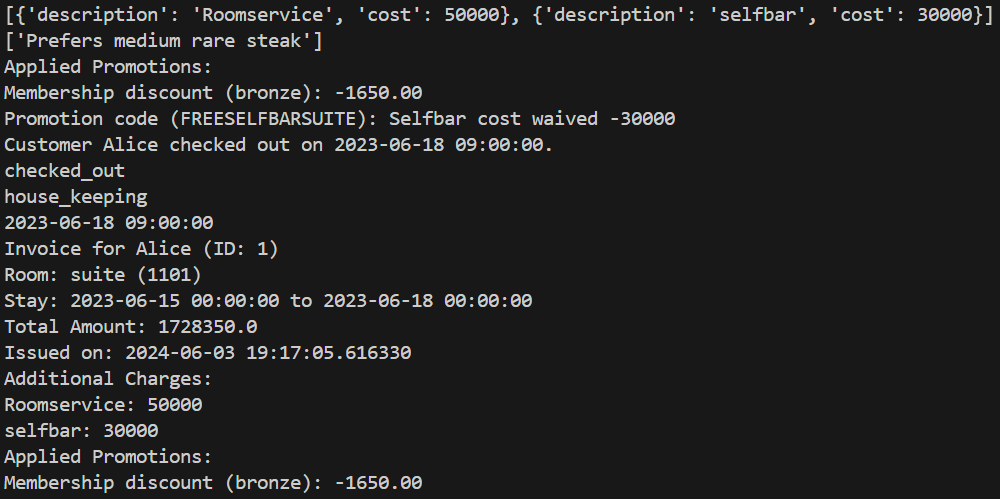 [{'description': 'Roomservice', 'cost': 50000}, {'description': 'selfbar', 'cost': 30000}]
['Prefers medium rare steak']
Applied Promotions:
Membership discount (bronze): -1650.00
Promotion code (FREESELFBARSUITE): Selfbar cost waived -30000
Customer Alice checked out on 2023-06-18 09:00:00.
checked_out
house_keeping
2023-06-18 09:00:00
Invoice for Alice (ID: 1)
Room: suite (1101)
Stay: 2023-06-15 00:00:00 to 2023-06-18 00:00:00
Total Amount: 1728350.0
Issued on: 2024-06-03 19:17:05.616330
Additional Charges:
Roomservice: 50000
selfbar: 30000
Applied Promotions:
Membership discount (bronze): -1650.00